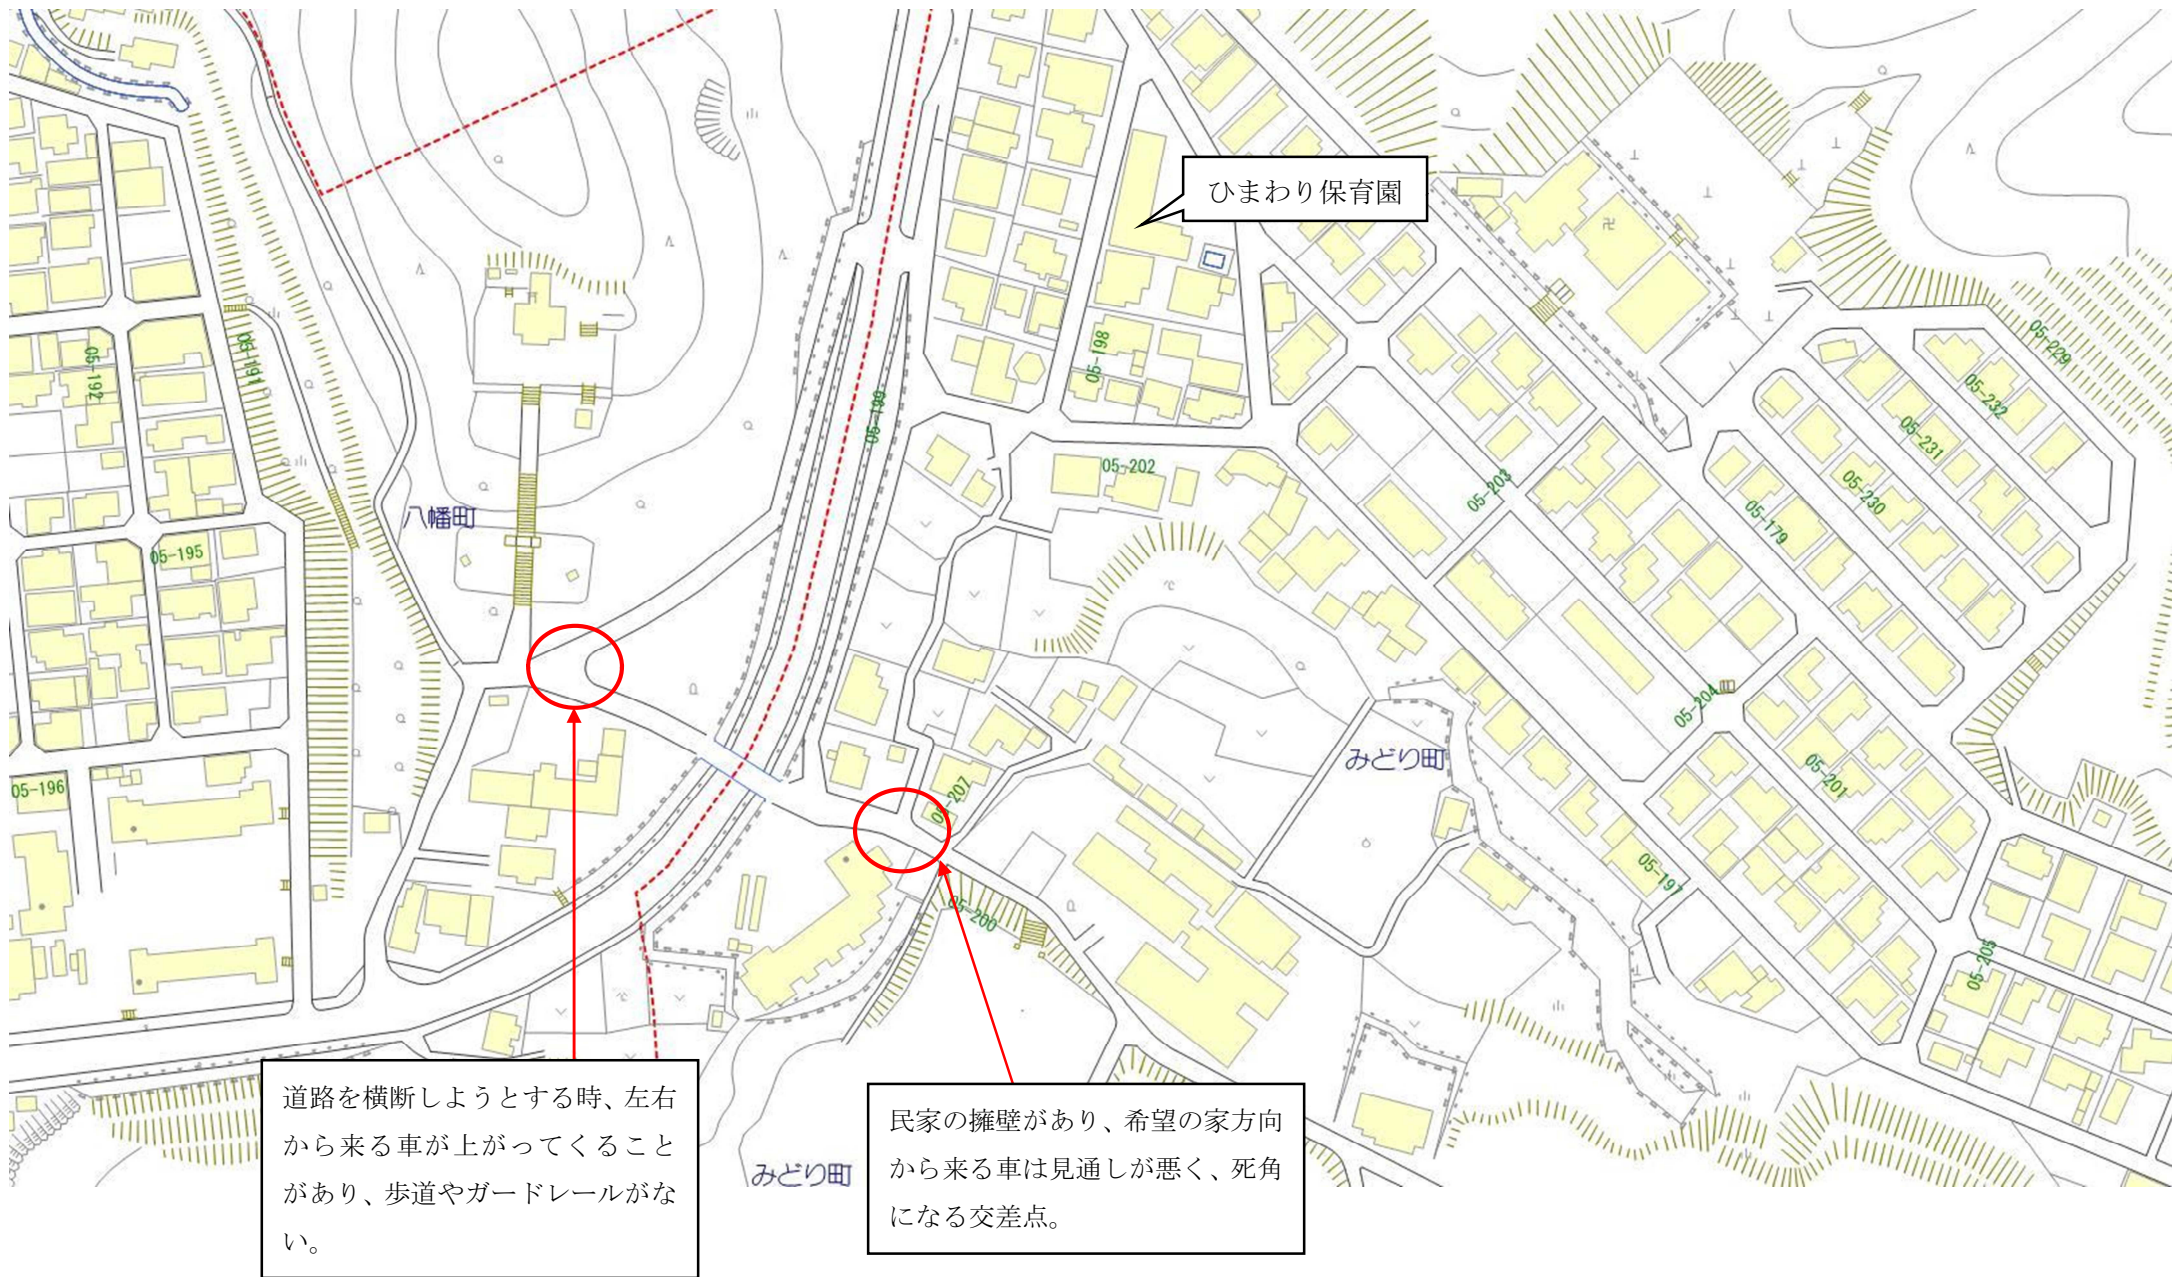 ひまわり保育園
05-229
05-191
05-192
05-198
05-232
05-199
05-231
05-202
05-203
05-230
八幡町
05-179
05-195
05-204
みどり町
05-201
05-196
05-207
05-197
05-200
05-205
道路を横断しようとする時、左右
から来る車が上がってくること
があり、歩道やガードレールがな
い。
民家の擁壁があり、希望の家方向
から来る車は見通しが悪く、死角
になる交差点。
みどり町